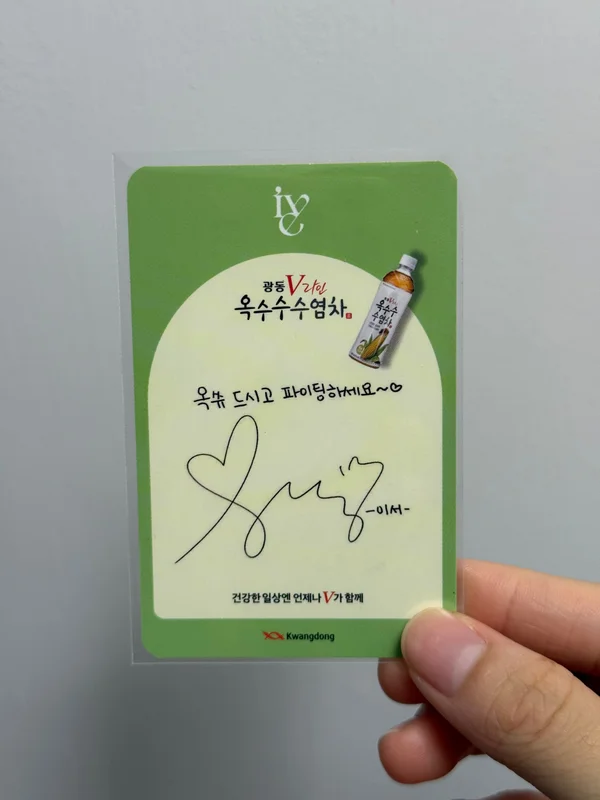 ive
광동 V라인
옥수수수염차
옥수수
수염차
옥쓔 드시고 파이팅하세요~♡
-이서-
건강한 일상엔 언제나 V가 함께
Kwangdong